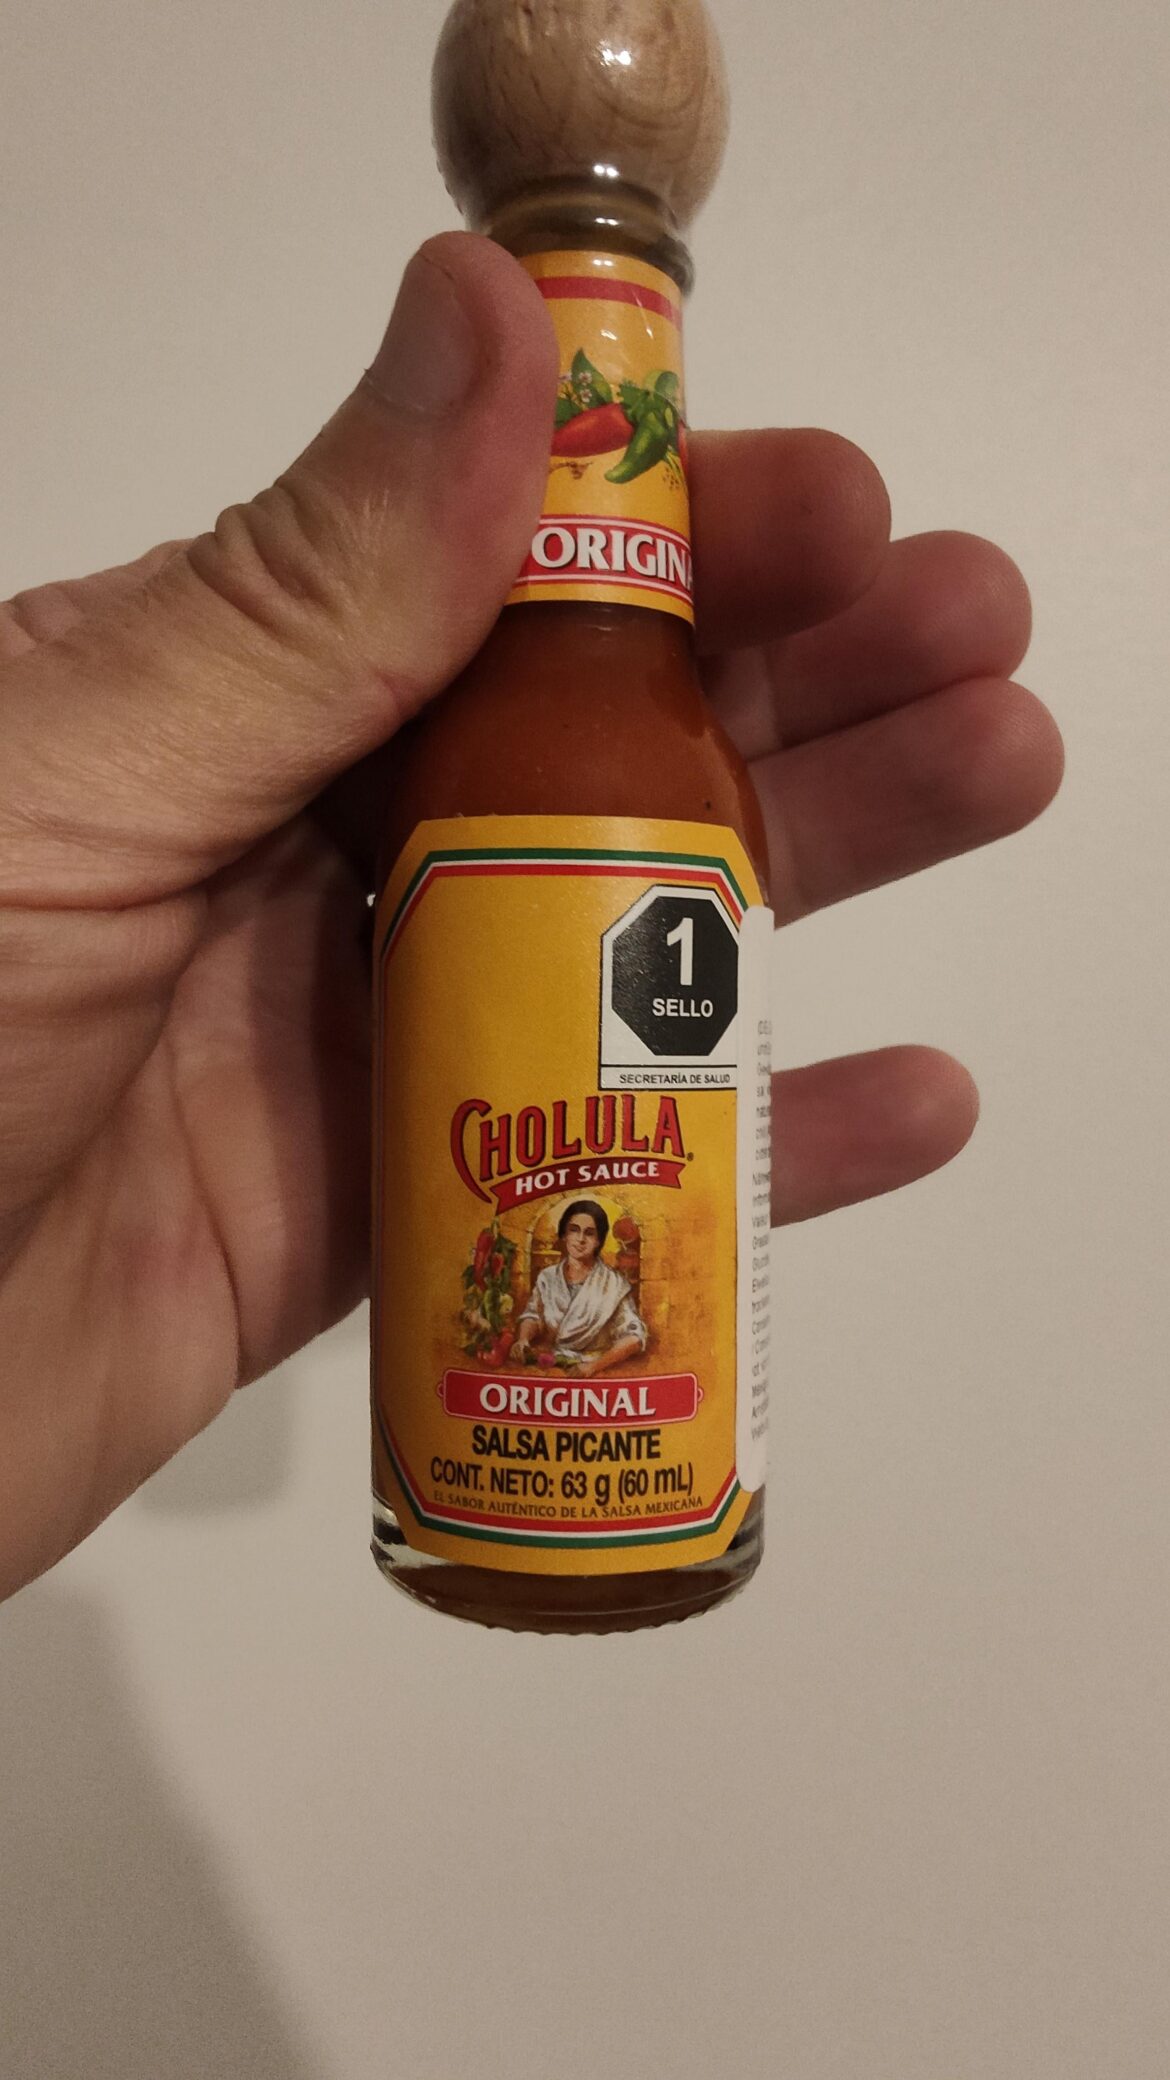 ORIGIN
1
SELLO
SECRETARÍA DE SALUD
CHOLULA®
HOT SAUCE
ORIGINAL
SALSA PICANTE
CONT. NETO: 63 g (60 mL)
EL SABOR AUTÉNTICO DE LA SALSA MEXICANA